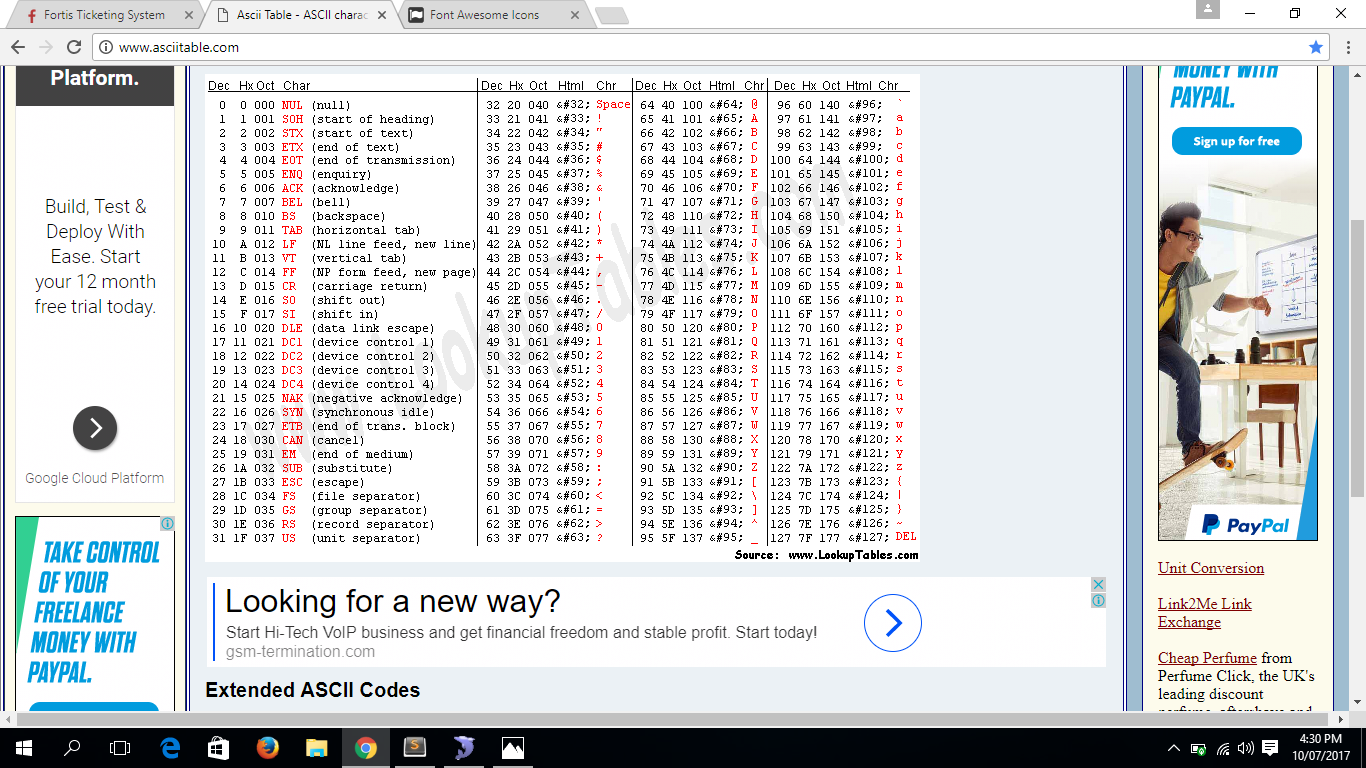 Fortis Ticketing System
Ascii Table - ASCII charac
Font Awesome Icons
www.asciitable.com
Platform.
Build, Test &
Deploy With
Ease. Start
your 12 month
free trial today.
Google Cloud Platform
TAKE CONTROL
OF YOUR
FREELANCE
MONEY WITH
PAYPAL.
Dec Hx Oct Char Dec Hx Oct Html Chr Dec Hx Oct Html Chr Dec Hx Oct Html Chr
0 0 000 NUL (null) 32 20 040 &#32; Space 64 40 100 &#64; @ 96 60 140 &#96; `
1 1 001 SOH (start of heading) 33 21 041 &#33; ! 65 41 101 &#65; A 97 61 141 &#97; a
2 2 002 STX (start of text) 34 22 042 &#34; " 66 42 102 &#66; B 98 62 142 &#98; b
3 3 003 ETX (end of text) 35 23 043 &#35; # 67 43 103 &#67; C 99 63 143 &#99; c
4 4 004 EOT (end of transmission) 36 24 044 &#36; $ 68 44 104 &#68; D 100 64 144 &#100; d
5 5 005 ENQ (enquiry) 37 25 045 &#37; % 69 45 105 &#69; E 101 65 145 &#101; e
6 6 006 ACK (acknowledge) 38 26 046 &#38; & 70 46 106 &#70; F 102 66 146 &#102; f
7 7 007 BEL (bell) 39 27 047 &#39; ' 71 47 107 &#71; G 103 67 147 &#103; g
8 8 010 BS (backspace) 40 28 050 &#40; ( 72 48 110 &#72; H 104 68 150 &#104; h
9 9 011 TAB (horizontal tab) 41 29 051 &#41; ) 73 49 111 &#73; I 105 69 151 &#105; i
10 A 012 LF (NL line feed, new line) 42 2A 052 &#42; * 74 4A 112 &#74; J 106 6A 152 &#106; j
11 B 013 VT (vertical tab) 43 2B 053 &#43; + 75 4B 113 &#75; K 107 6B 153 &#107; k
12 C 014 FF (NP form feed, new page) 44 2C 054 &#44; , 76 4C 114 &#76; L 108 6C 154 &#108; l
13 D 015 CR (carriage return) 45 2D 055 &#45; - 77 4D 115 &#77; M 109 6D 155 &#109; m
14 E 016 SO (shift out) 46 2E 056 &#46; . 78 4E 116 &#78; N 110 6E 156 &#110; n
15 F 017 SI (shift in) 47 2F 057 &#47; / 79 4F 117 &#79; O 111 6F 157 &#111; o
16 10 020 DLE (data link escape) 48 30 060 &#48; 0 80 50 120 &#80; P 112 70 160 &#112; p
17 11 021 DC1 (device control 1) 49 31 061 &#49; 1 81 51 121 &#81; Q 113 71 161 &#113; q
18 12 022 DC2 (device control 2) 50 32 062 &#50; 2 82 52 122 &#82; R 114 72 162 &#114; r
19 13 023 DC3 (device control 3) 51 33 063 &#51; 3 83 53 123 &#83; S 115 73 163 &#115; s
20 14 024 DC4 (device control 4) 52 34 064 &#52; 4 84 54 124 &#84; T 116 74 164 &#116; t
21 15 025 NAK (negative acknowledge) 53 35 065 &#53; 5 85 55 125 &#85; U 117 75 165 &#117; u
22 16 026 SYN (synchronous idle) 54 36 066 &#54; 6 86 56 126 &#86; V 118 76 166 &#118; v
23 17 027 ETB (end of trans. block) 55 37 067 &#55; 7 87 57 127 &#87; W 119 77 167 &#119; w
24 18 030 CAN (cancel) 56 38 070 &#56; 8 88 58 130 &#88; X 120 78 170 &#120; x
25 19 031 EM (end of medium) 57 39 071 &#57; 9 89 59 131 &#89; Y 121 79 171 &#121; y
26 1A 032 SUB (substitute) 58 3A 072 &#58; : 90 5A 132 &#90; Z 122 7A 172 &#122; z
27 1B 033 ESC (escape) 59 3B 073 &#59; ; 91 5B 133 &#91; [ 123 7B 173 &#123; {
28 1C 034 FS (file separator) 60 3C 074 &#60; < 92 5C 134 &#92; \ 124 7C 174 &#124; |
29 1D 035 GS (group separator) 61 3D 075 &#61; = 93 5D 135 &#93; ] 125 7D 175 &#125; }
30 1E 036 RS (record separator) 62 3E 076 &#62; > 94 5E 136 &#94; ^ 126 7E 176 &#126; ~
31 1F 037 US (unit separator) 63 3F 077 &#63; ? 95 5F 137 &#95; _ 127 7F 177 &#127; DEL
Source: www.LookupTables.com
Looking for a new way?
Start Hi-Tech VoIP business and get financial freedom and stable profit. Start today!
gsm-termination.com
Extended ASCII Codes
MONEY WITH
PAYPAL.
Sign up for free
PayPal
Unit Conversion
Link2Me Link
Exchange
Cheap Perfume from
Perfume Click, the UK's
leading discount
4:30 PM
10/07/2017